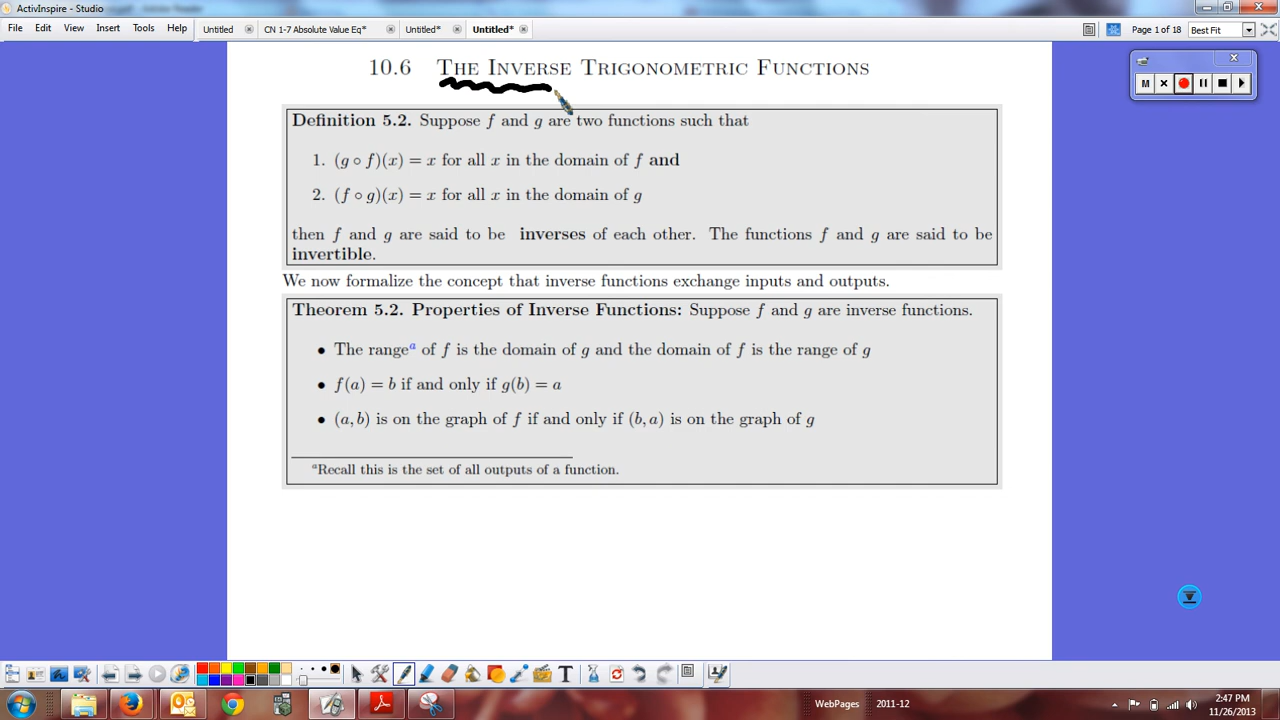 ActivInspire - Studio
File Edit View Insert Tools Help
Untitled
CN 1-7 Absolute Value Eq*
Untitled*
Untitled*
Page 1 of 18
Best Fit
M
10.6 THE INVERSE TRIGONOMETRIC FUNCTIONS
Definition 5.2. Suppose f and g are two functions such that
1. (g ∘ f)(x) = x for all x in the domain of f and
2. (f ∘ g)(x) = x for all x in the domain of g
then f and g are said to be inverses of each other. The functions f and g are said to be
invertible.
We now formalize the concept that inverse functions exchange inputs and outputs.
Theorem 5.2. Properties of Inverse Functions: Suppose f and g are inverse functions.
• The rangeᵃ of f is the domain of g and the domain of f is the range of g
• f(a) = b if and only if g(b) = a
• (a, b) is on the graph of f if and only if (b, a) is on the graph of g
ᵃRecall this is the set of all outputs of a function.
T
WebPages
2011-12
2:47 PM
11/26/2013